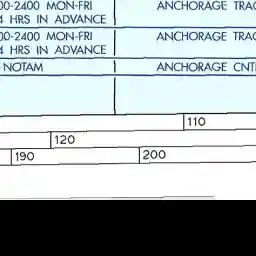 00-2400 MON-FRI ANCHORAGE TRAC
4 HRS IN ADVANCE
00-2400 MON-FRI ANCHORAGE TRAC
4 HRS IN ADVANCE
NOTAM ANCHORAGE CNT
110
120
190 200